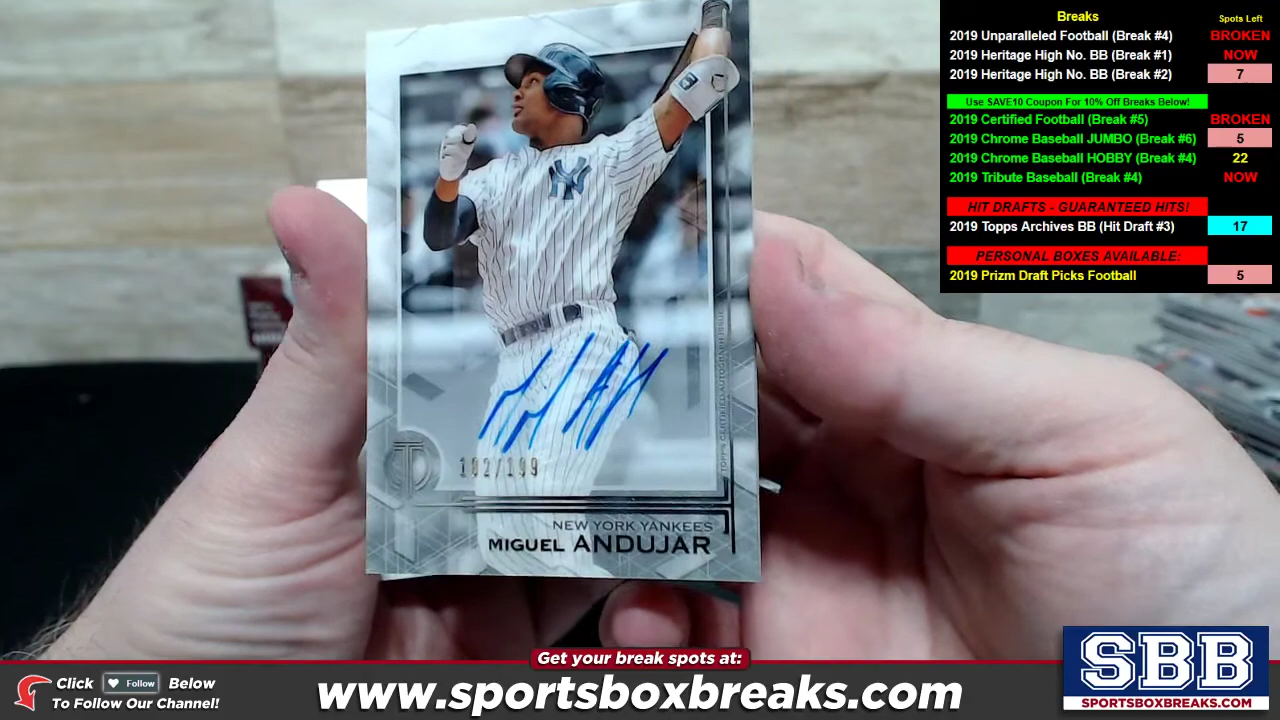 Breaks Spots Left
2019 Unparalleled Football (Break #4) BROKEN
2019 Heritage High No. BB (Break #1) NOW
2019 Heritage High No. BB (Break #2) 7
Use SAVE10 Coupon For 10% Off Breaks Below!
2019 Certified Football (Break #5) BROKEN
2019 Chrome Baseball JUMBO (Break #6) 5
2019 Chrome Baseball HOBBY (Break #4) 22
2019 Tribute Baseball (Break #4) NOW
HIT DRAFTS - GUARANTEED HITS!
2019 Topps Archives BB (Hit Draft #3) 17
PERSONAL BOXES AVAILABLE:
2019 Prizm Draft Picks Football 5
NY
TOPPS CERTIFIED AUTOGRAPH ISSUE
102/199
NEW YORK YANKEES
MIGUEL ANDUJAR
Get your break spots at:
Click Follow Below
To Follow Our Channel!
www.sportsboxbreaks.com
SBB
SPORTSBOXBREAKS.COM